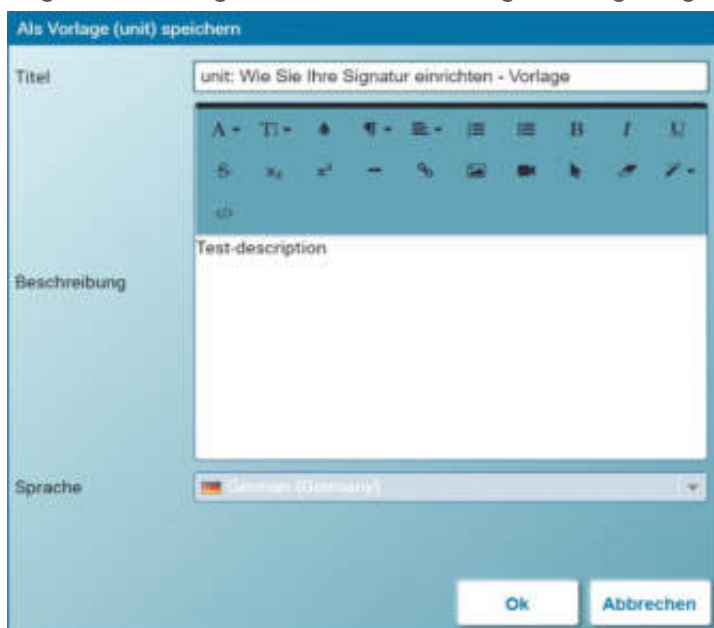 Als Vorlage (unit) speichern
Titel
unit: Wie Sie Ihre Signatur einrichten - Vorlage
Test-description
Beschreibung
Sprache
German (Germany)
Ok
Abbrechen